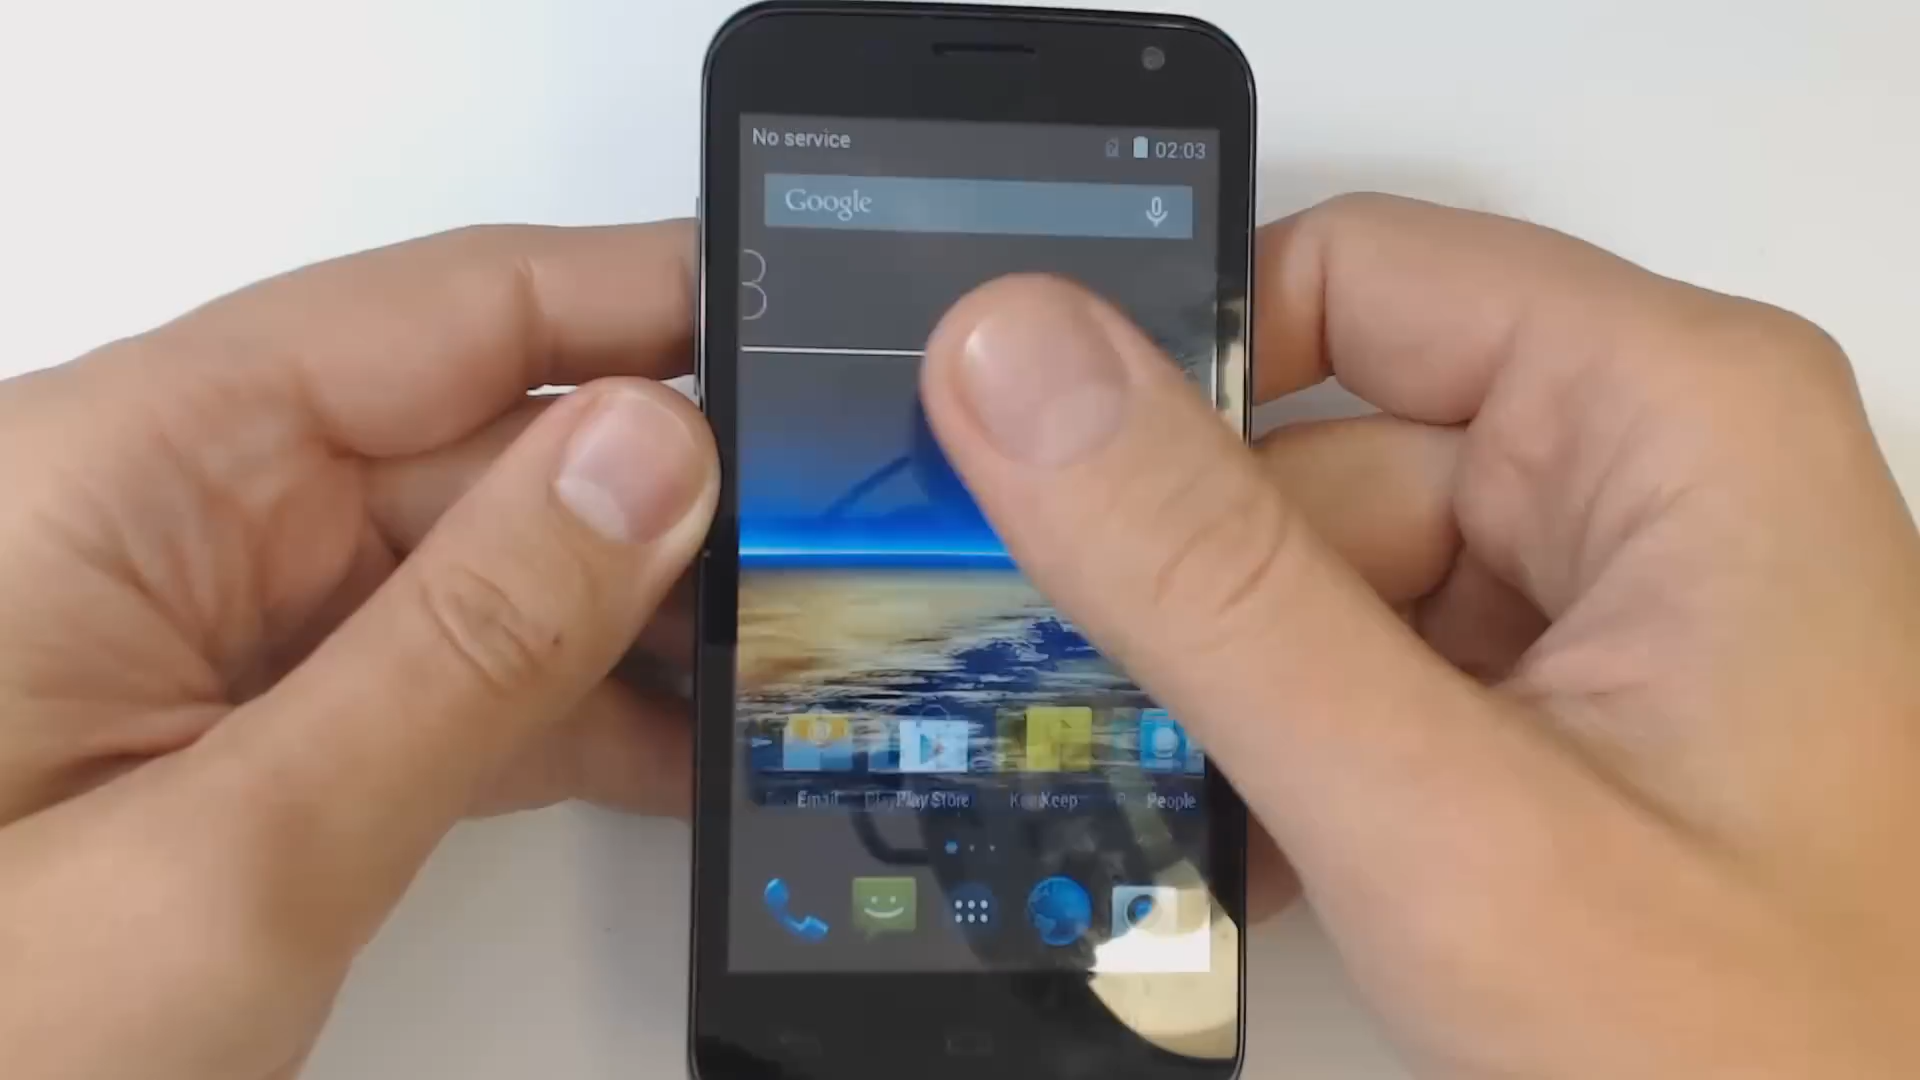 No service
02:03
Google
Email
Play Store
Keep
People